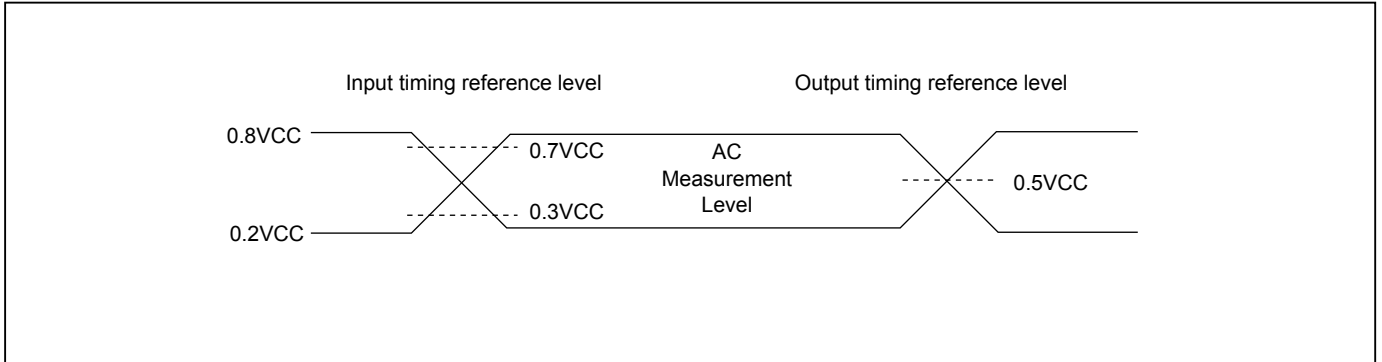 Input timing reference level
Output timing reference level
0.8VCC
0.7VCC
AC
Measurement
Level
0.5VCC
0.3VCC
0.2VCC